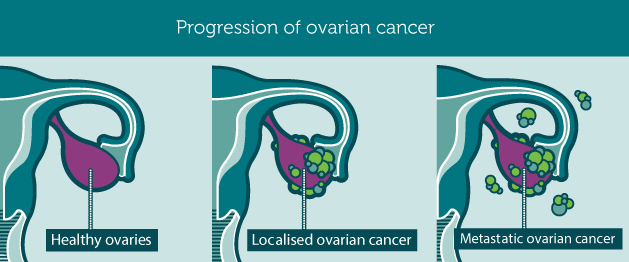 Progression of ovarian cancer
Healthy ovaries
Localised ovarian cancer
Metastatic ovarian cancer